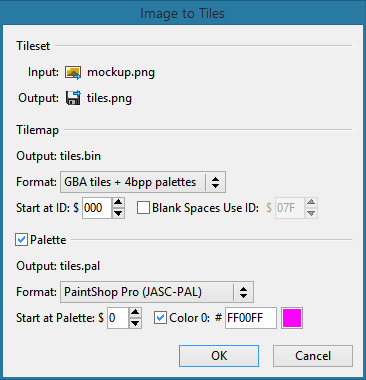 Image to Tiles
Tileset
Input: mockup.png
Output: tiles.png
Tilemap
Output: tiles.bin
Format: GBA tiles + 4bpp palettes
Start at ID: $ 000 Blank Spaces Use ID: $ 07F
Palette
Output: tiles.pal
Format: PaintShop Pro (JASC-PAL)
Start at Palette: $ 0 Color 0: # FF00FF
OK Cancel